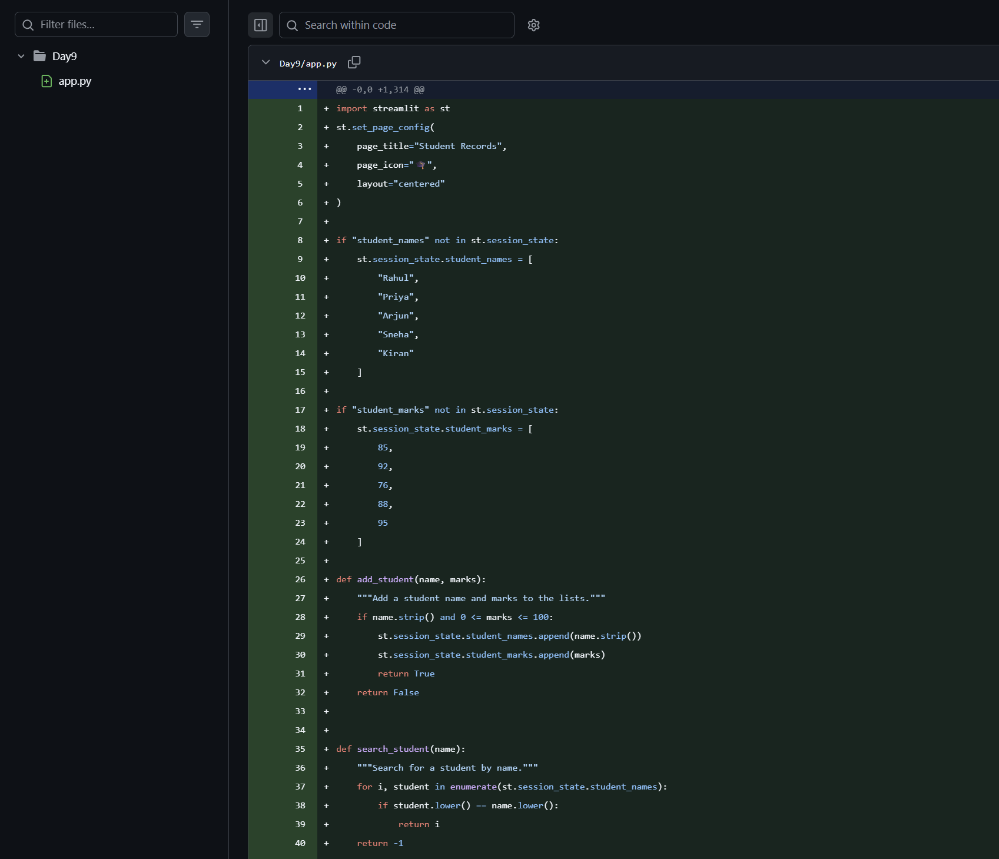 Filter files...
Day9
app.py
Search within code
Day9/app.py
@@ -0,0 +1,314 @@
1 + import streamlit as st
2 + st.set_page_config(
3 +     page_title="Student Records",
4 +     page_icon="🎓",
5 +     layout="centered"
6 + )
7 +
8 + if "student_names" not in st.session_state:
9 +     st.session_state.student_names = [
10 +         "Rahul",
11 +         "Priya",
12 +         "Arjun",
13 +         "Sneha",
14 +         "Kiran"
15 +     ]
16 +
17 + if "student_marks" not in st.session_state:
18 +     st.session_state.student_marks = [
19 +         85,
20 +         92,
21 +         76,
22 +         88,
23 +         95
24 +     ]
25 +
26 + def add_student(name, marks):
27 +     """Add a student name and marks to the lists."""
28 +     if name.strip() and 0 <= marks <= 100:
29 +         st.session_state.student_names.append(name.strip())
30 +         st.session_state.student_marks.append(marks)
31 +         return True
32 +     return False
33 +
34 +
35 + def search_student(name):
36 +     """Search for a student by name."""
37 +     for i, student in enumerate(st.session_state.student_names):
38 +         if student.lower() == name.lower():
39 +             return i
40 +     return -1